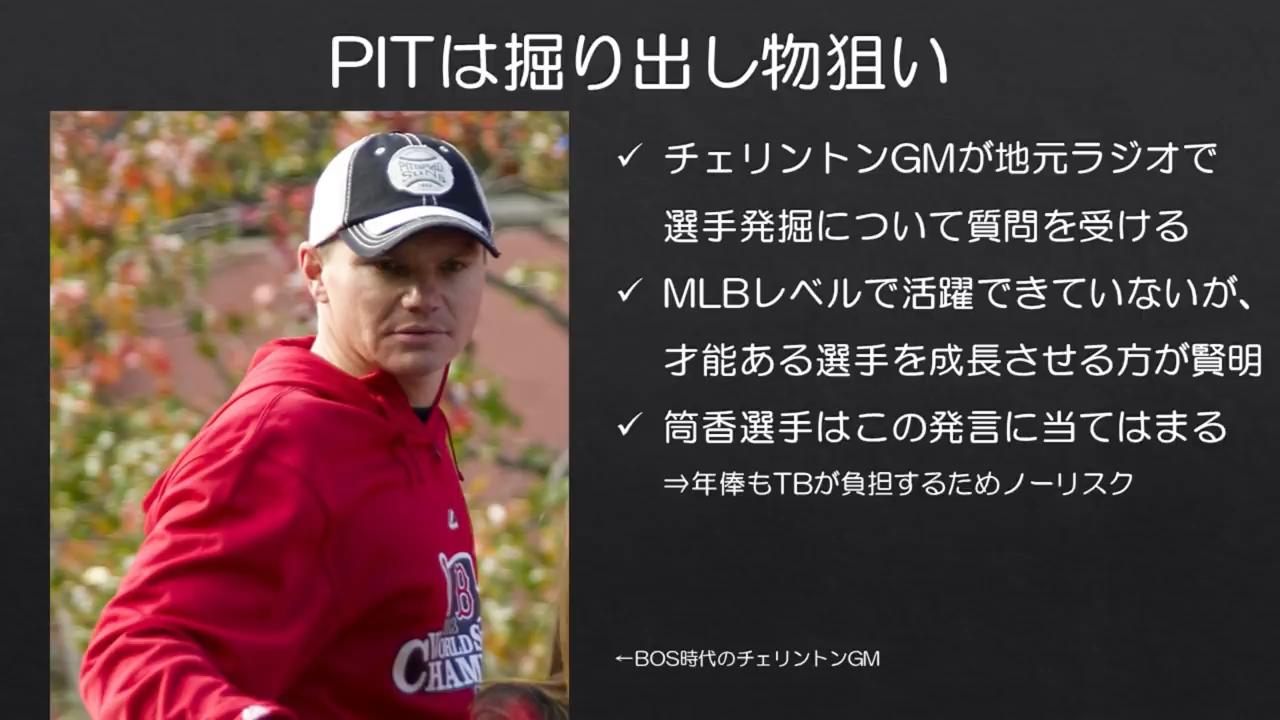 PITは掘り出し物狙い
✓ チェリントンGMが地元ラジオで
選手発掘について質問を受ける
✓ MLBレベルで活躍できていないが、
才能ある選手を成長させる方が賢明
✓ 筒香選手はこの発言に当てはまる
⇒年俸もTBが負担するためノーリスク
←BOS時代のチェリントンGM
B
WORLD S
CHAMP